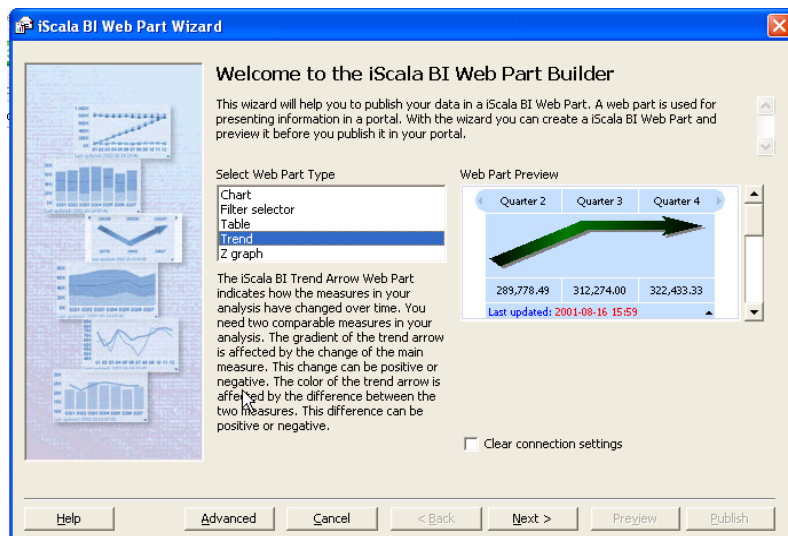 iScala BI Web Part Wizard
Welcome to the iScala BI Web Part Builder
This wizard will help you to publish your data in a iScala BI Web Part. A web part is used for
presenting information in a portal. With the wizard you can create a iScala BI Web Part and
preview it before you publish it in your portal.
Select Web Part Type
Chart
Filter selector
Table
Trend
Z graph
The iScala BI Trend Arrow Web Part
indicates how the measures in your
analysis have changed over time. You
need two comparable measures in your
analysis. The gradient of the trend arrow
is affected by the change of the main
measure. This change can be positive or
negative. The color of the trend arrow is
affected by the difference between the
two measures. This difference can be
positive or negative.
Web Part Preview
Quarter 2 Quarter 3 Quarter 4
289,778.49 312,274.00 322,433.33
Last updated: 2001-08-16 15:59
Clear connection settings
Help Advanced Cancel < Back Next > Preview Publish